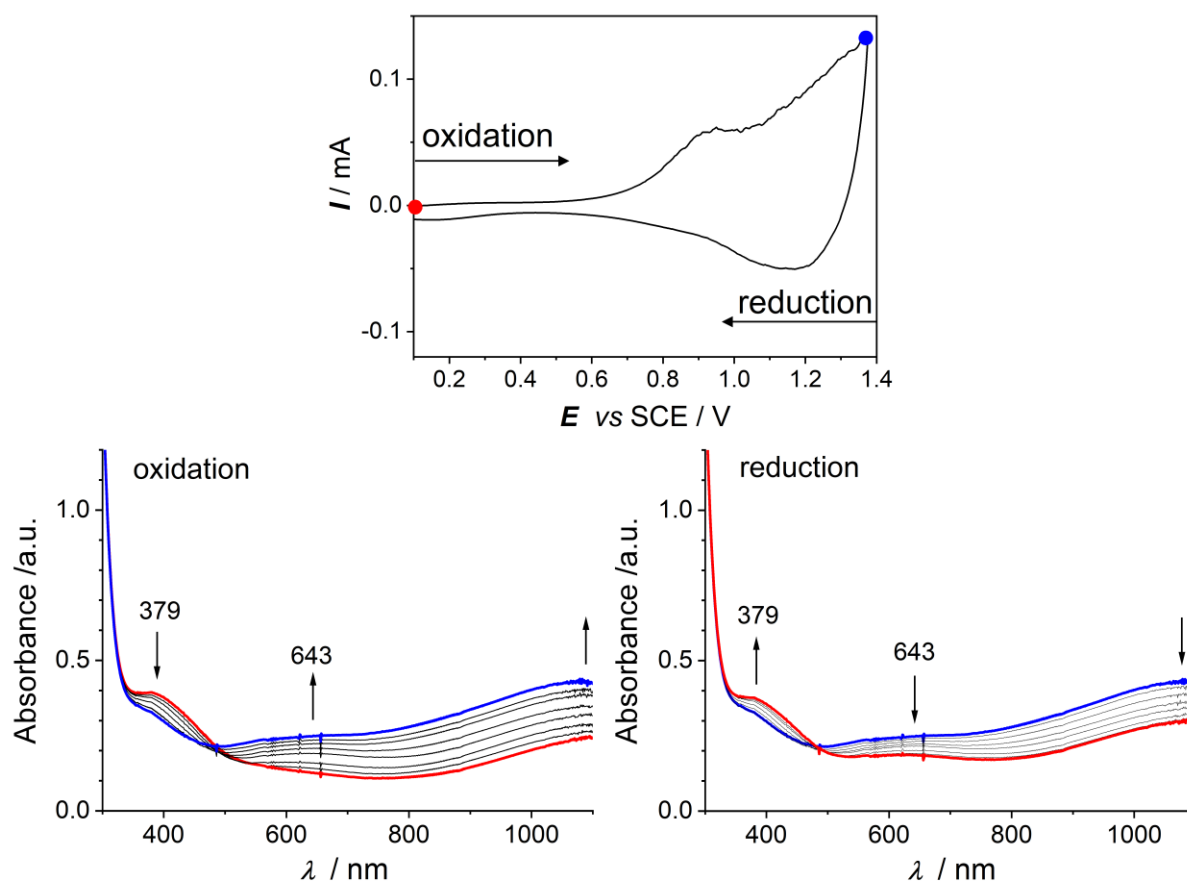 0.1
0.0
-0.1
I / mA
oxidation
reduction
0.2 0.4 0.6 0.8 1.0 1.2 1.4
E vs SCE / V
oxidation
379
643
1.0
0.5
0.0
Absorbance /a.u.
400 600 800 1000
λ / nm
reduction
379
643
1.0
0.5
0.0
Absorbance /a.u.
400 600 800 1000
λ / nm